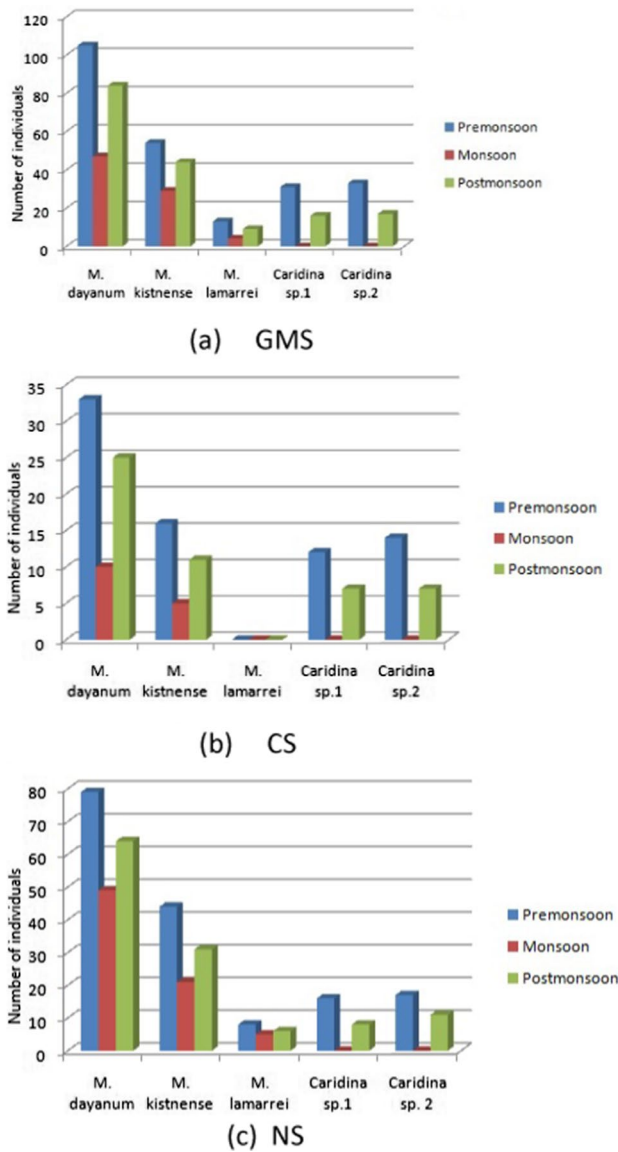 120
100
80
60
40
20
0
Number of individuals
M. dayanum
M. kistnense
M. lamarrei
Caridina sp.1
Caridina sp.2
Premonsoon
Monsoon
Postmonsoon
(a) GMS
35
30
25
20
15
10
5
0
Number of individuals
M. dayanum
M. kistnense
M. lamarrei
Caridina sp.1
Caridina sp.2
Premonsoon
Monsoon
Postmonsoon
(b) CS
80
70
60
50
40
30
20
10
0
Number of individuals
M. dayanum
M. kistnense
M. lamarrei
Caridina sp.1
Caridina sp. 2
Premonsoon
Monsoon
Postmonsoon
(c) NS